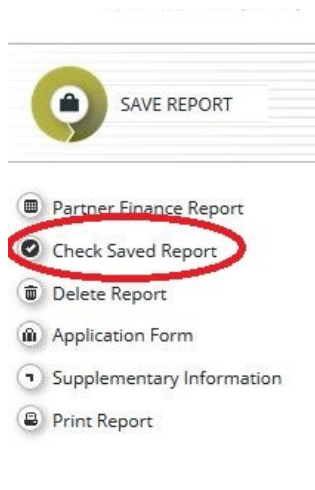 SAVE REPORT
Partner Finance Report
Check Saved Report
Delete Report
Application Form
Supplementary Information
Print Report